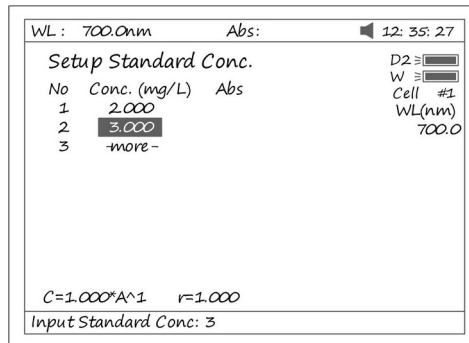 WL: 700.0nm Abs: 12:35:27
Setup Standard Conc.
D2
W
No Conc. (mg/L) Abs
Cell #1
1 2.000
WL(nm)
2 3.000
700.0
3 -more-
C=1.000*A^1 r=1.000
Input Standard Conc: 3